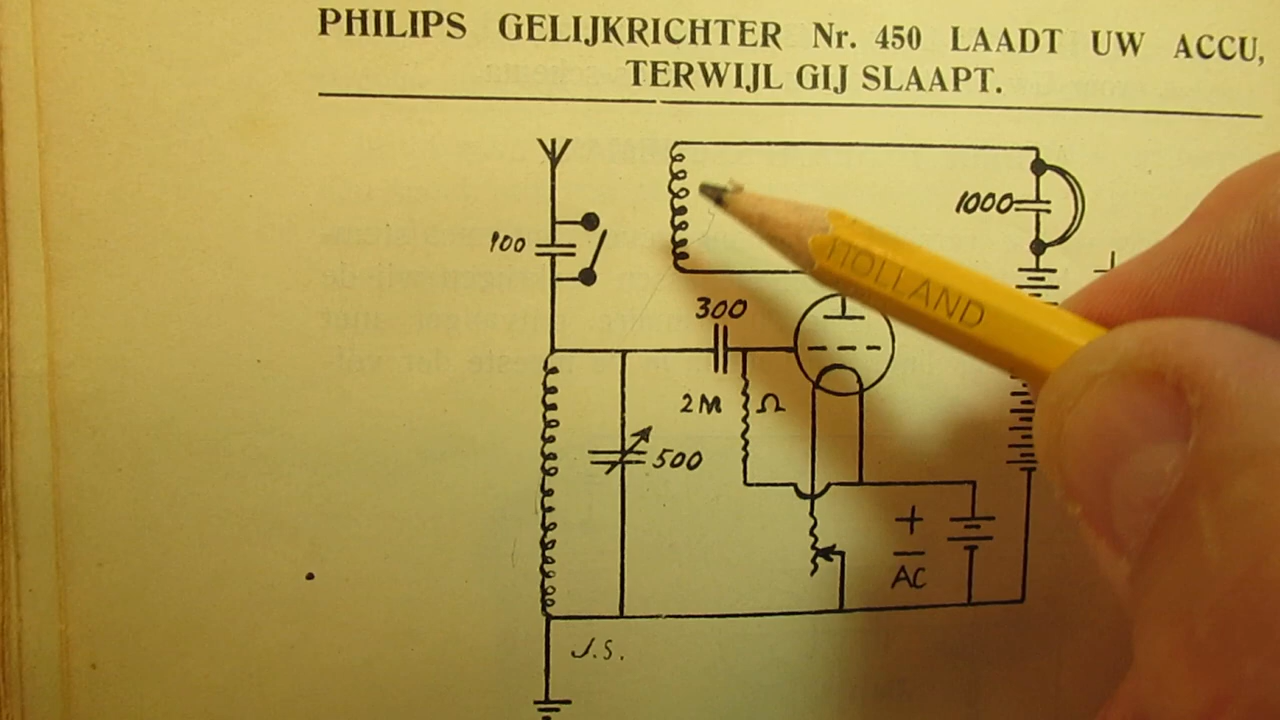 PHILIPS GELIJKRICHTER Nr. 450 LAADT UW ACCU,
TERWIJL GIJ SLAAPT.
1000
100
HOLLAND
300
2M Ω
500
+
AC
J.S.